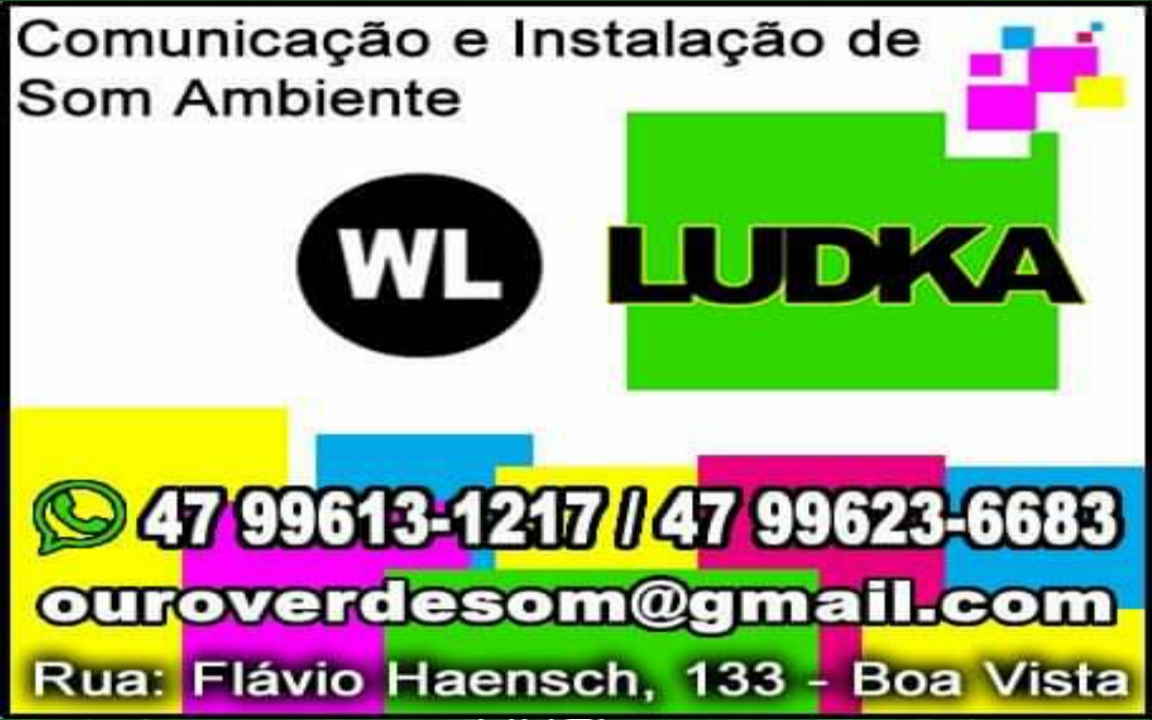 Comunicação e Instalação de
Som Ambiente
WL
LUDKA
47 99613-1217 / 47 99623-6683
ouroverdesom@gmail.com
Rua: Flávio Haensch, 133 - Boa Vista